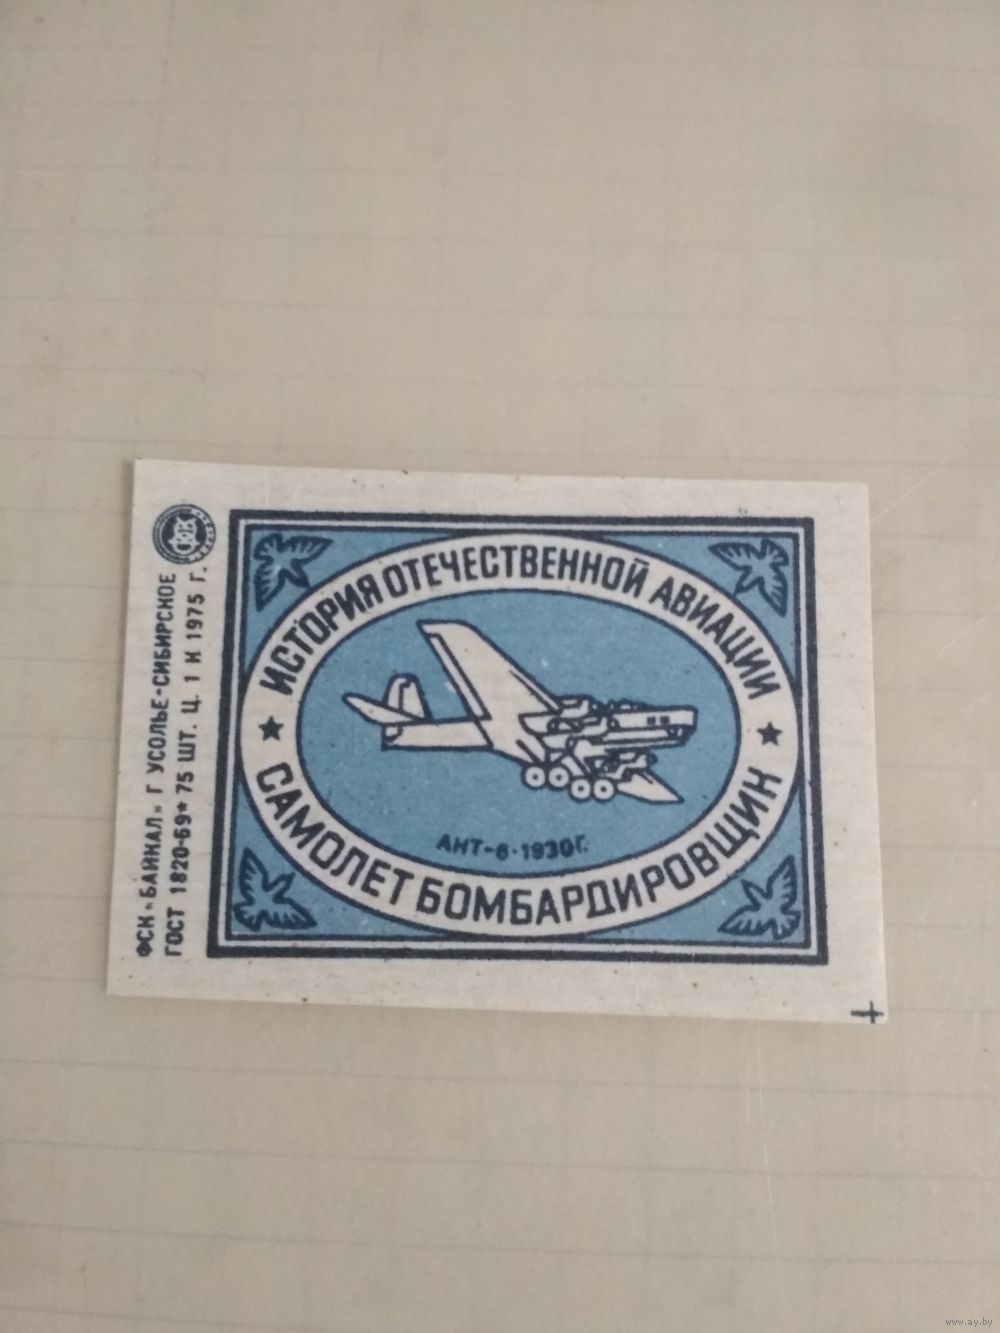 ИСТОРИЯ ОТЕЧЕСТВЕННОЙ АВИАЦИИ
АНТ-6·1930Г.
САМОЛЕТ БОМБАРДИРОВЩИК
ФСК "БАЙКАЛ" Г УСОЛЬЕ-СИБИРСКОЕ
ГОСТ 1820-69* 75 ШТ. Ц. 1 К 1975 Г.
www.ay.by